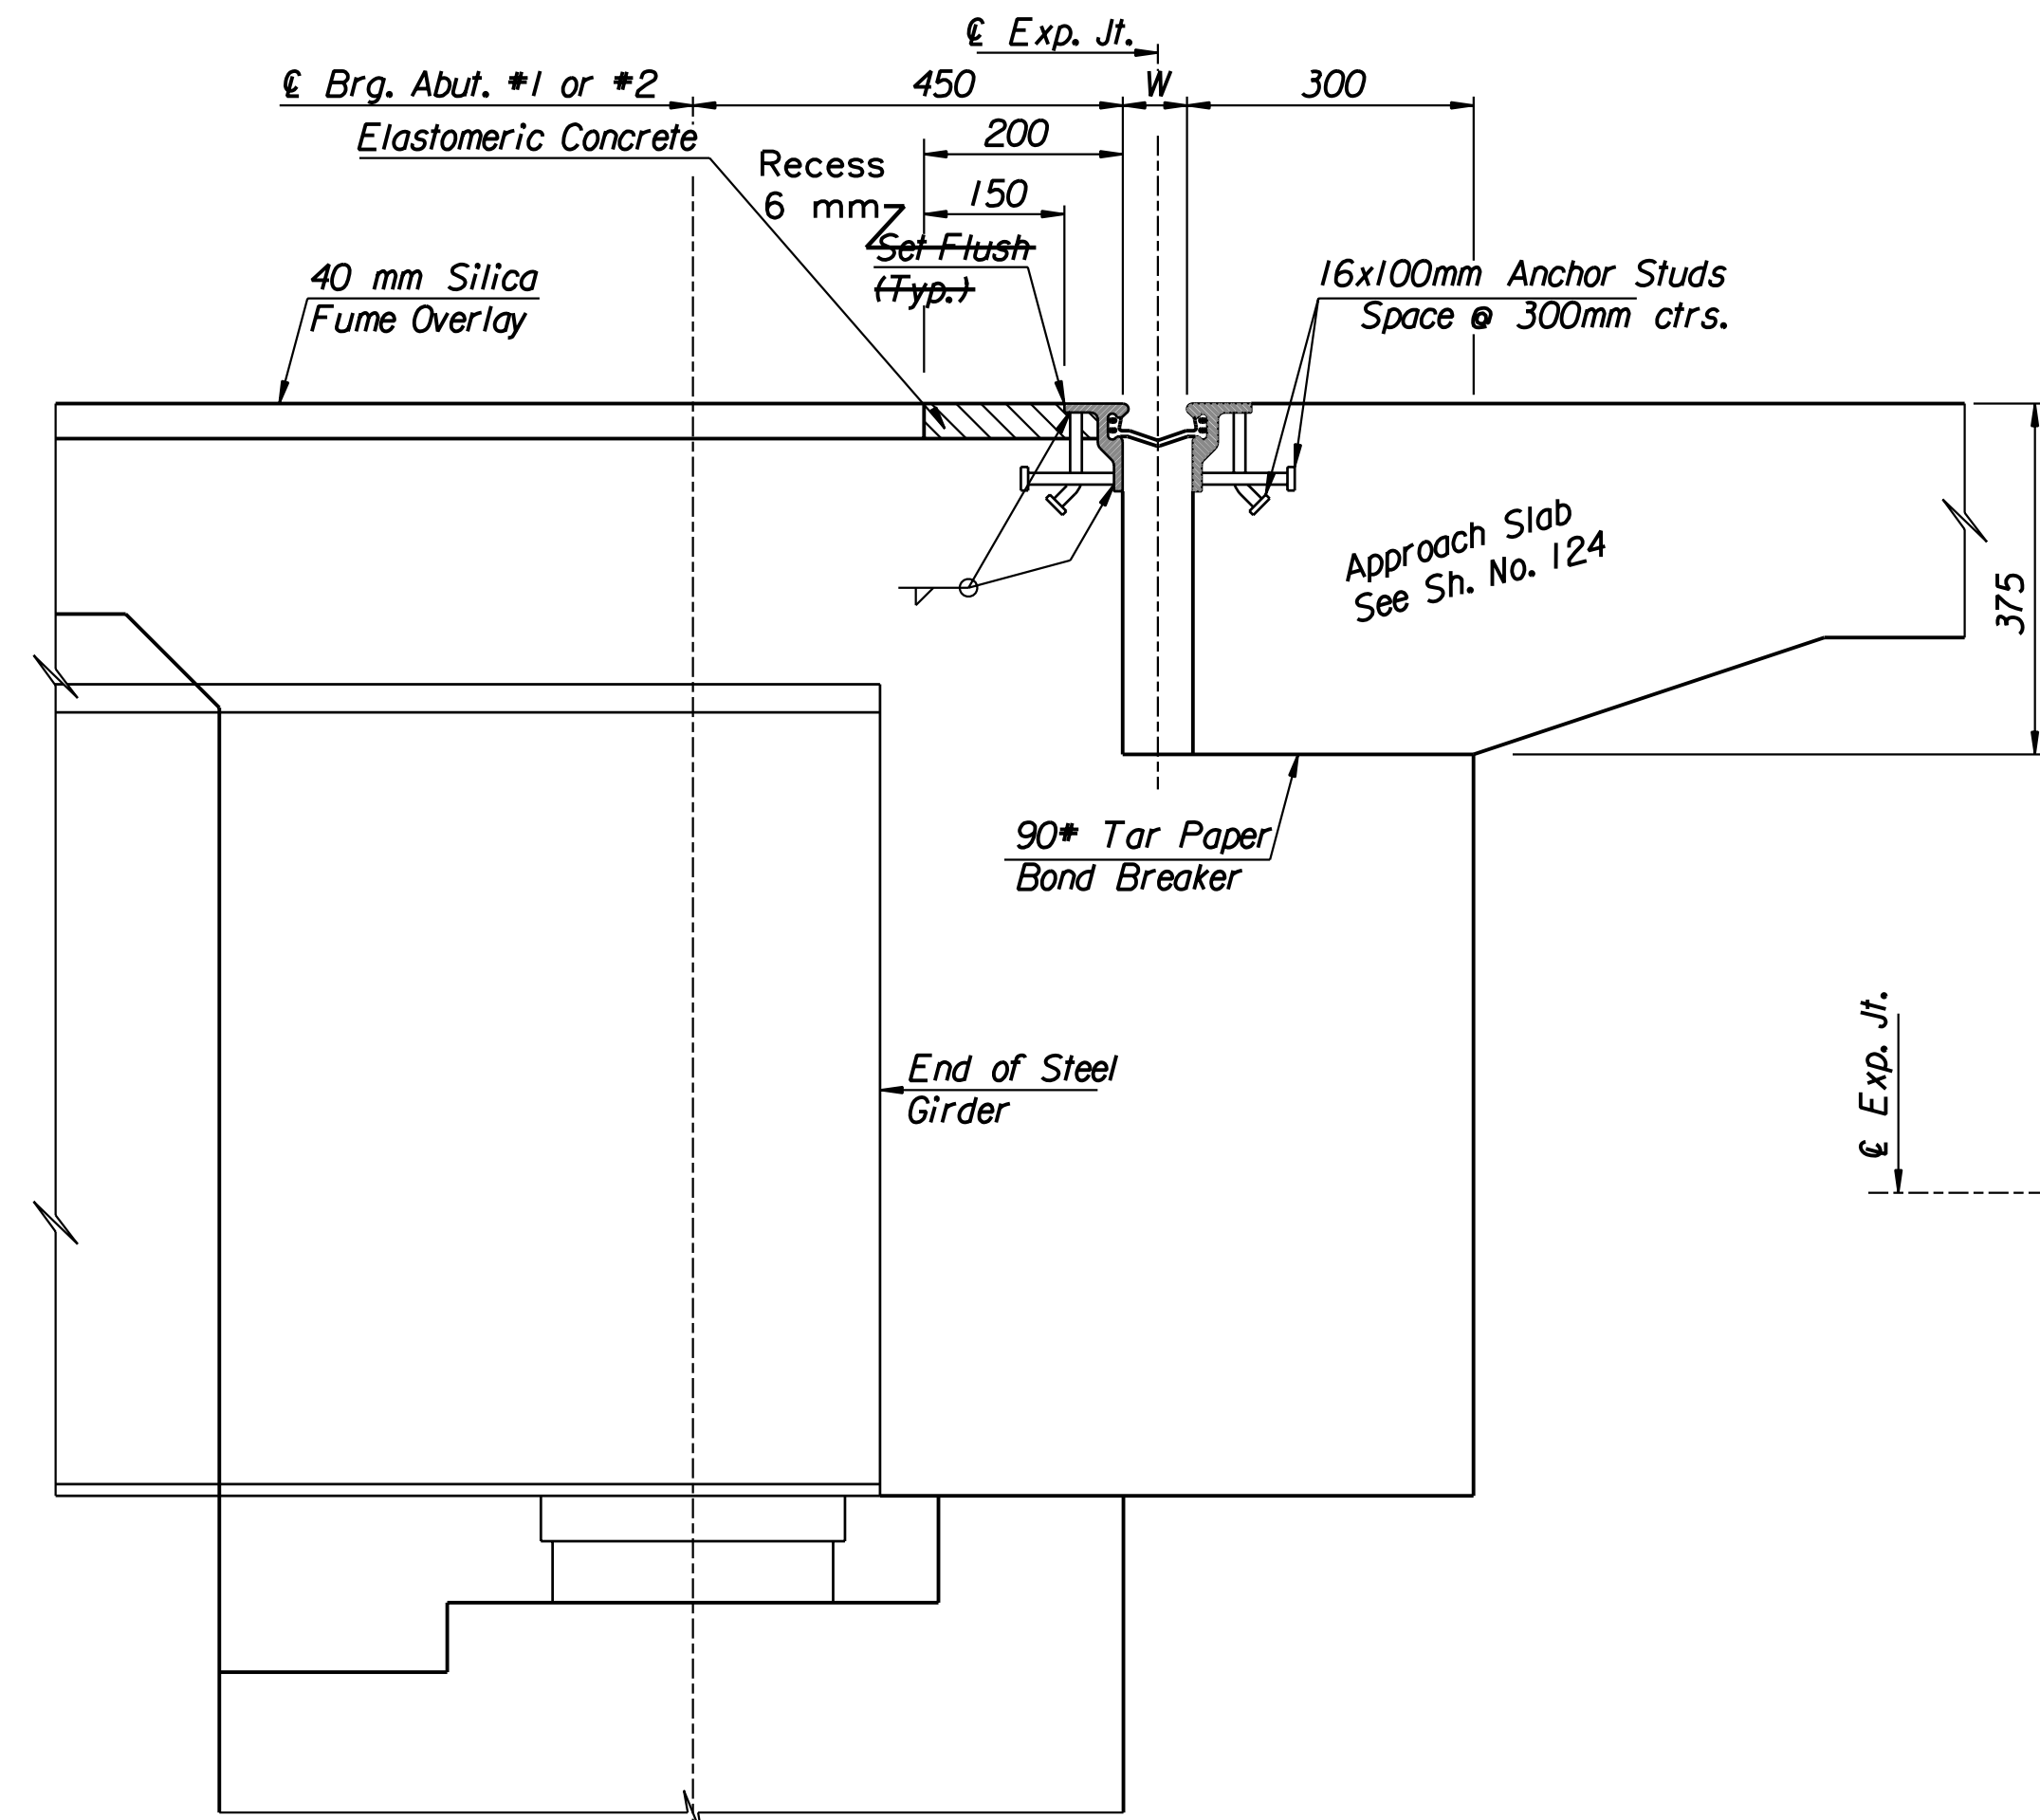 ℄ Exp. Jt.
℄ Brg. Abut. #1 or #2
450
W
300
Elastomeric Concrete
200
Recess
6 mm
150
Set Flush
(Typ.)
40 mm Silica
Fume Overlay
16x100mm Anchor Studs
Space @ 300mm ctrs.
Approach Slab
See Sh. No. 124
375
90# Tar Paper
Bond Breaker
End of Steel
Girder
℄ Exp. Jt.